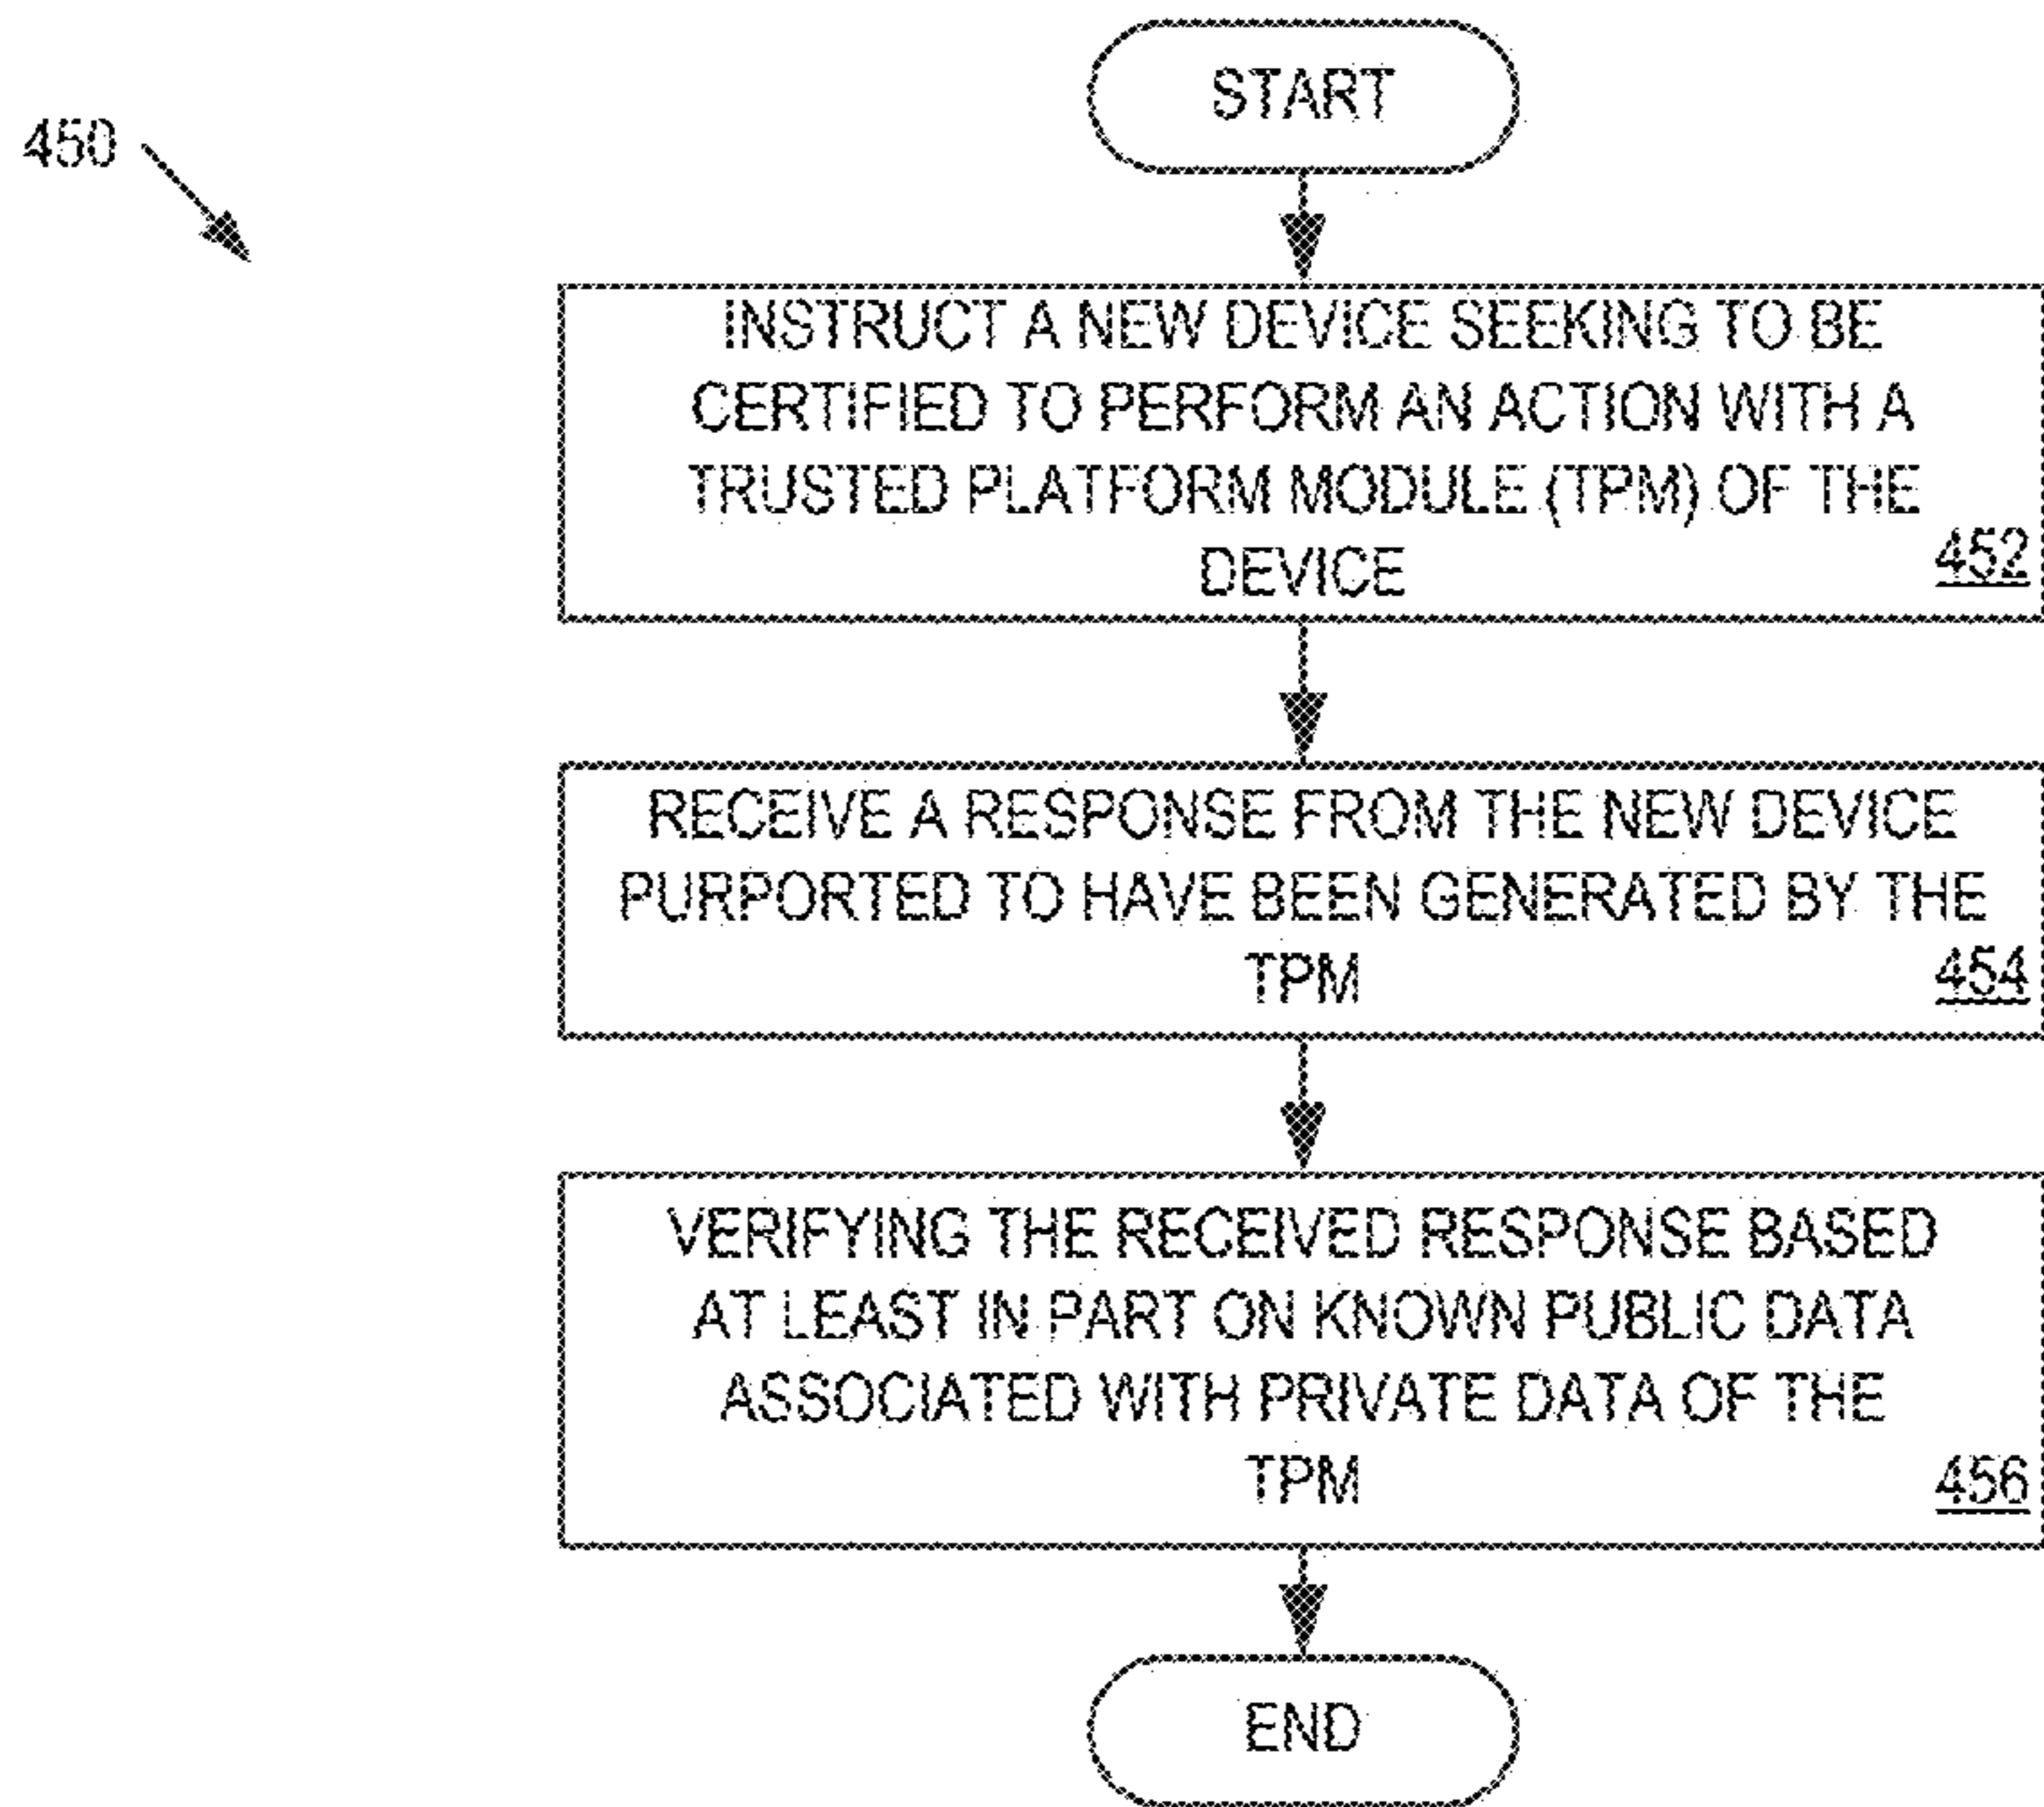 START
450
INSTRUCT A NEW DEVICE SEEKING TO BE
CERTIFIED TO PERFORM AN ACTION WITH A
TRUSTED PLATFORM MODULE (TPM) OF THE
DEVICE
452
RECEIVE A RESPONSE FROM THE NEW DEVICE
PURPORTED TO HAVE BEEN GENERATED BY THE
TPM
454
VERIFYING THE RECEIVED RESPONSE BASED
AT LEAST IN PART ON KNOWN PUBLIC DATA
ASSOCIATED WITH PRIVATE DATA OF THE
TPM
456
END